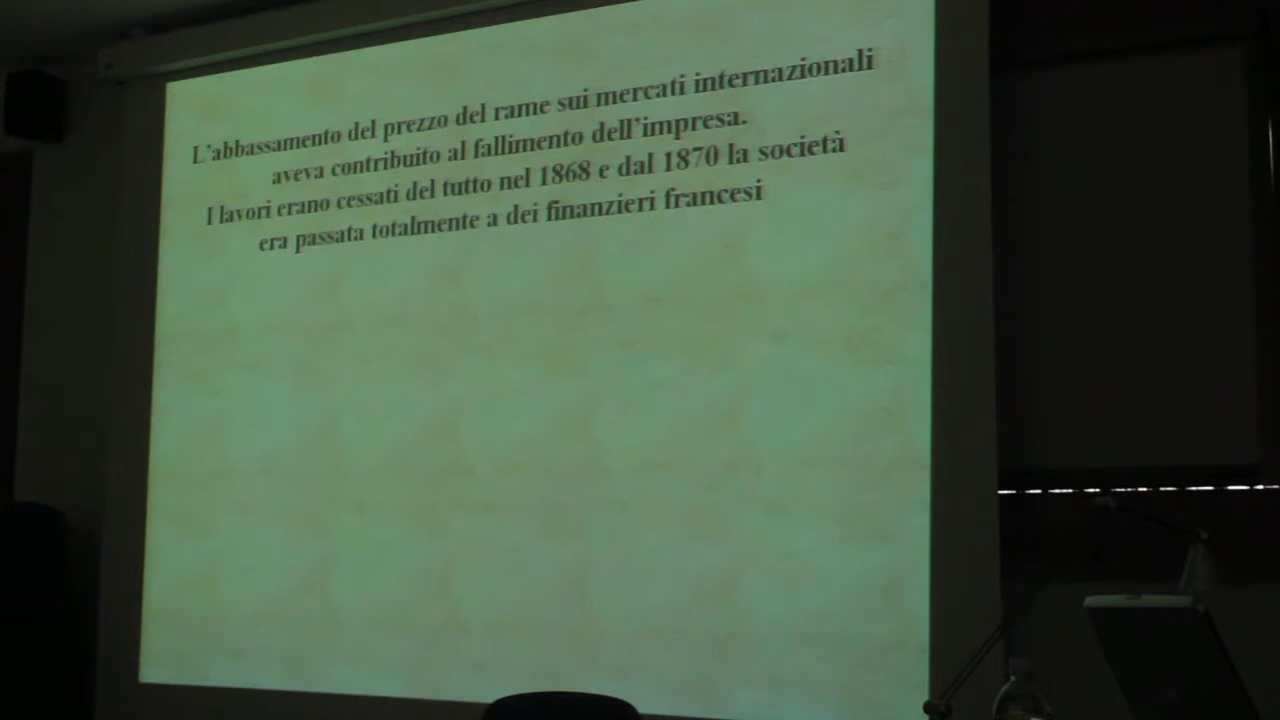 L'abbassamento del prezzo del rame sui mercati internazionali
aveva contribuito al fallimento dell'impresa.
I lavori erano cessati del tutto nel 1868 e dal 1870 la società
era passata totalmente a dei finanzieri francesi